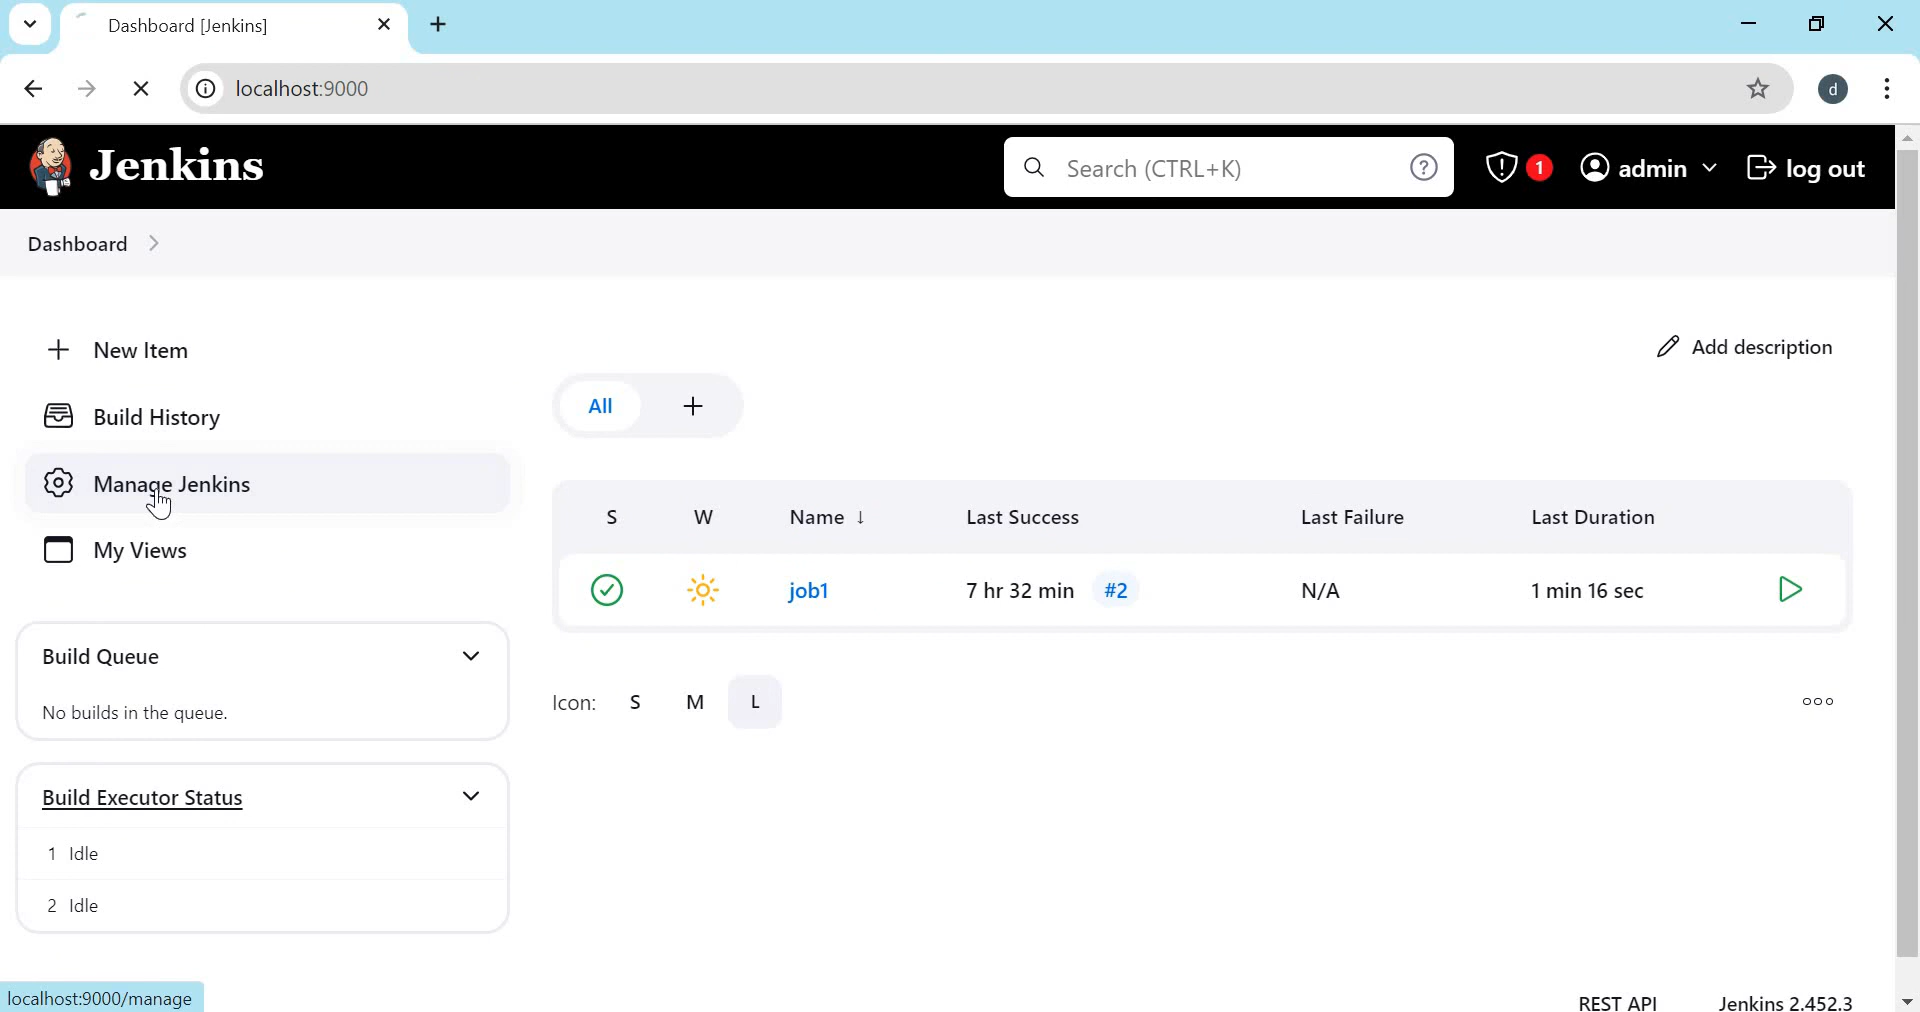 Dashboard [Jenkins]
localhost:9000
Jenkins
Search (CTRL+K)
1
admin
log out
Dashboard
New Item
Add description
All
Build History
Manage Jenkins
My Views
S W Name ↓ Last Success Last Failure Last Duration
job1 7 hr 32 min #2 N/A 1 min 16 sec
Build Queue
No builds in the queue.
Icon: S M L
Build Executor Status
1 Idle
2 Idle
localhost:9000/manage
REST API Jenkins 2.452.3
d